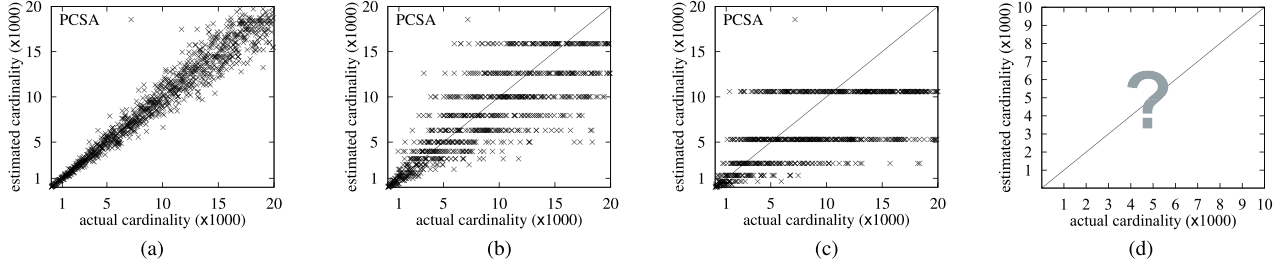 20
15
10
5
1
1 5 10 15 20
PCSA
estimated cardinality (x1000)
actual cardinality (x1000)
(a)
20
15
10
5
1
1 5 10 15 20
PCSA
estimated cardinality (x1000)
actual cardinality (x1000)
(b)
20
15
10
5
1
1 5 10 15 20
PCSA
estimated cardinality (x1000)
actual cardinality (x1000)
(c)
10
9
8
7
6
5
4
3
2
1
1 2 3 4 5 6 7 8 9 10
?
estimated cardinality (x1000)
actual cardinality (x1000)
(d)